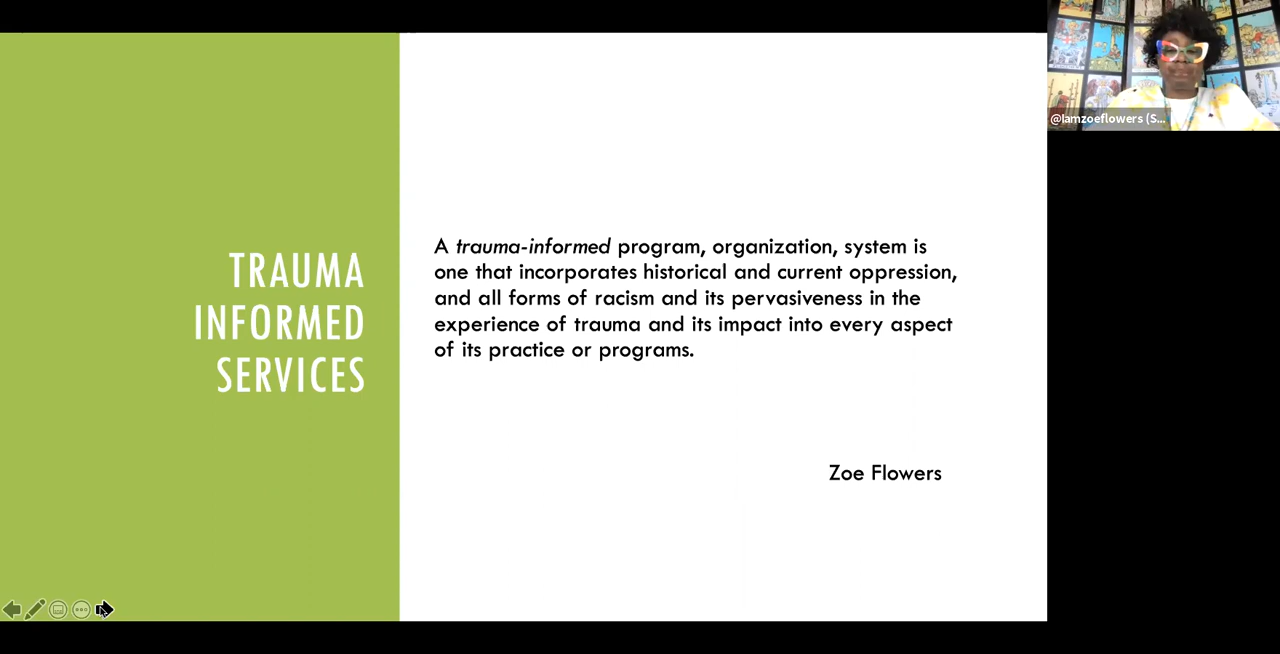 TRAUMA
INFORMED
SERVICES
A trauma-informed program, organization, system is
one that incorporates historical and current oppression,
and all forms of racism and its pervasiveness in the
experience of trauma and its impact into every aspect
of its practice or programs.
Zoe Flowers
@Iamzoeflowers (S...